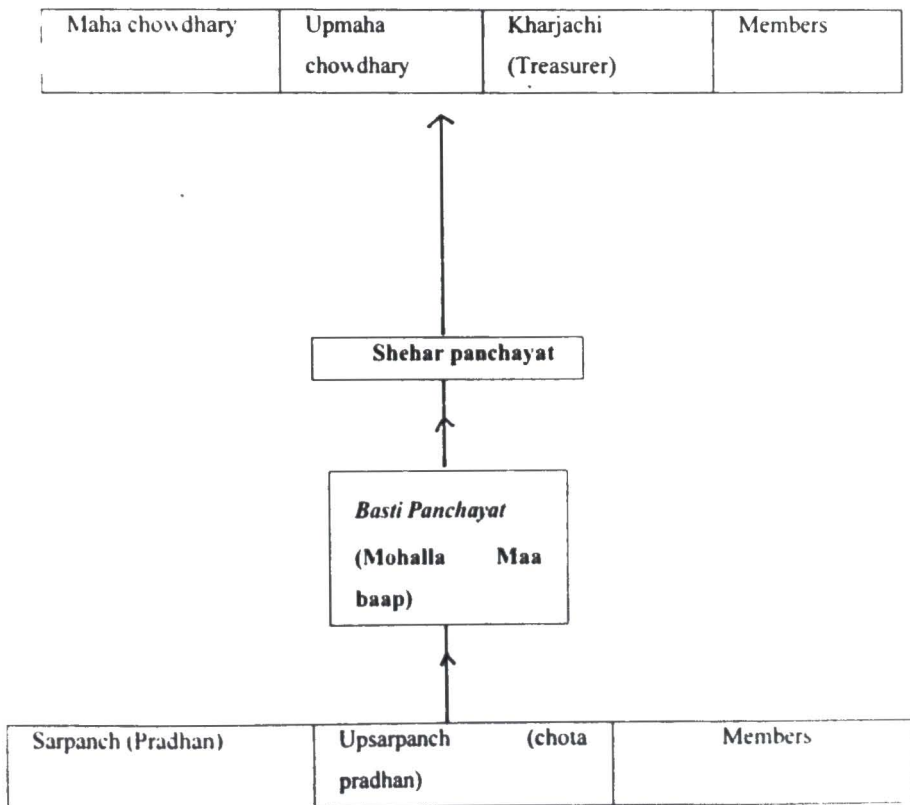 Maha chowdhary
Upmaha
chowdhary
Kharjachi
(Treasurer)
Members
Shehar panchayat
Basti Panchayat
(Mohalla Maa
baap)
Sarpanch (Pradhan)
Upsarpanch (chota
pradhan)
Members